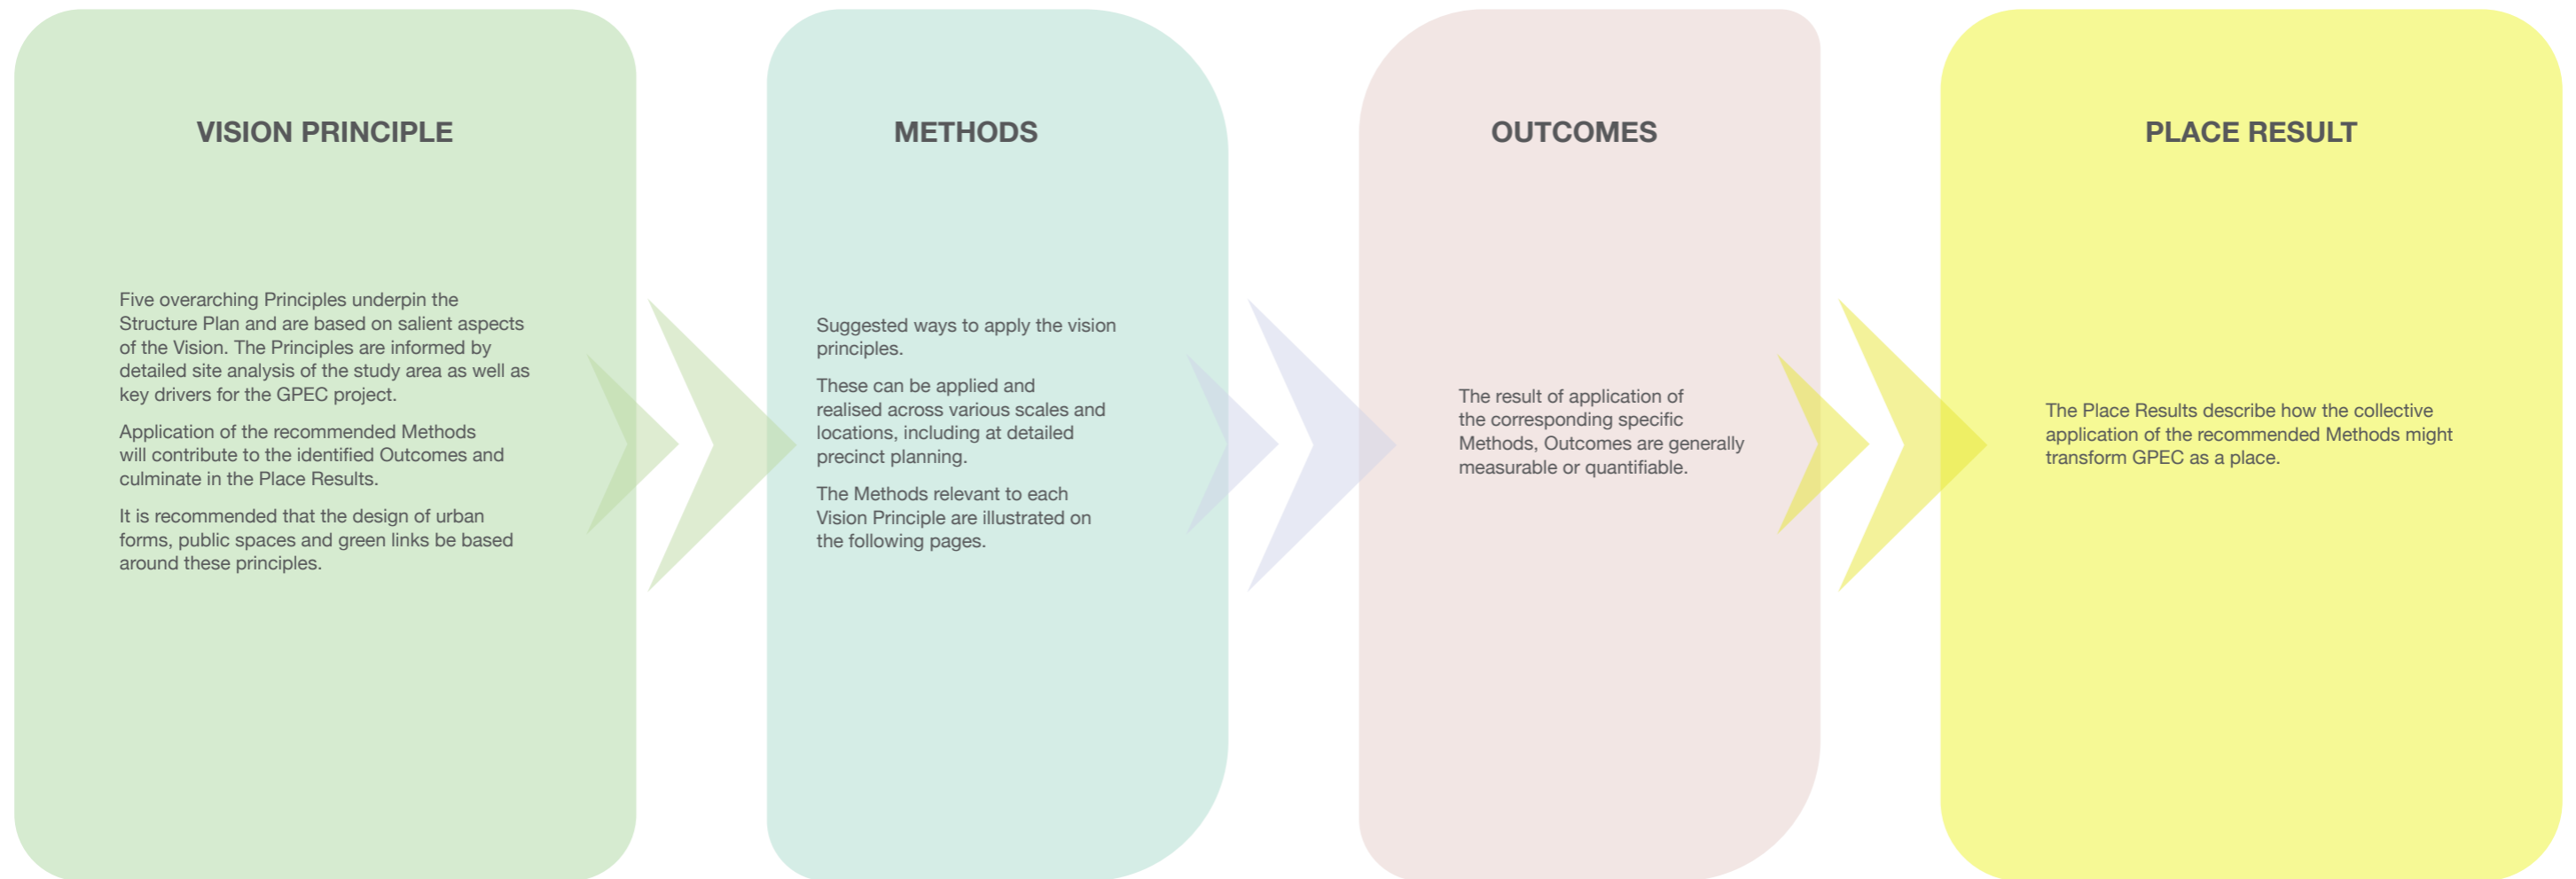 VISION PRINCIPLE
Five overarching Principles underpin the
Structure Plan and are based on salient aspects
of the Vision. The Principles are informed by
detailed site analysis of the study area as well as
key drivers for the GPEC project.
Application of the recommended Methods
will contribute to the identified Outcomes and
culminate in the Place Results.
It is recommended that the design of urban
forms, public spaces and green links be based
around these principles.
METHODS
Suggested ways to apply the vision
principles.
These can be applied and
realised across various scales and
locations, including at detailed
precinct planning.
The Methods relevant to each
Vision Principle are illustrated on
the following pages.
OUTCOMES
The result of application of
the corresponding specific
Methods, Outcomes are generally
measurable or quantifiable.
PLACE RESULT
The Place Results describe how the collective
application of the recommended Methods might
transform GPEC as a place.